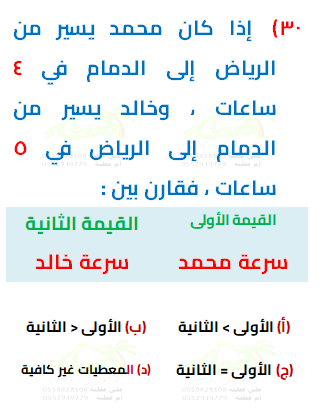 ٣٠) إذا كان محمد يسير من
الرياض إلى الدمام في ٤
ساعات ، وخالد يسير من
الدمام إلى الرياض في ٥
ساعات ، فقارن بين :
القيمة الأولى القيمة الثانية
سرعة محمد سرعة خالد
(أ) الأولى > الثانية (ب) الأولى < الثانية
(ج) الأولى = الثانية (د) المعطيات غير كافية